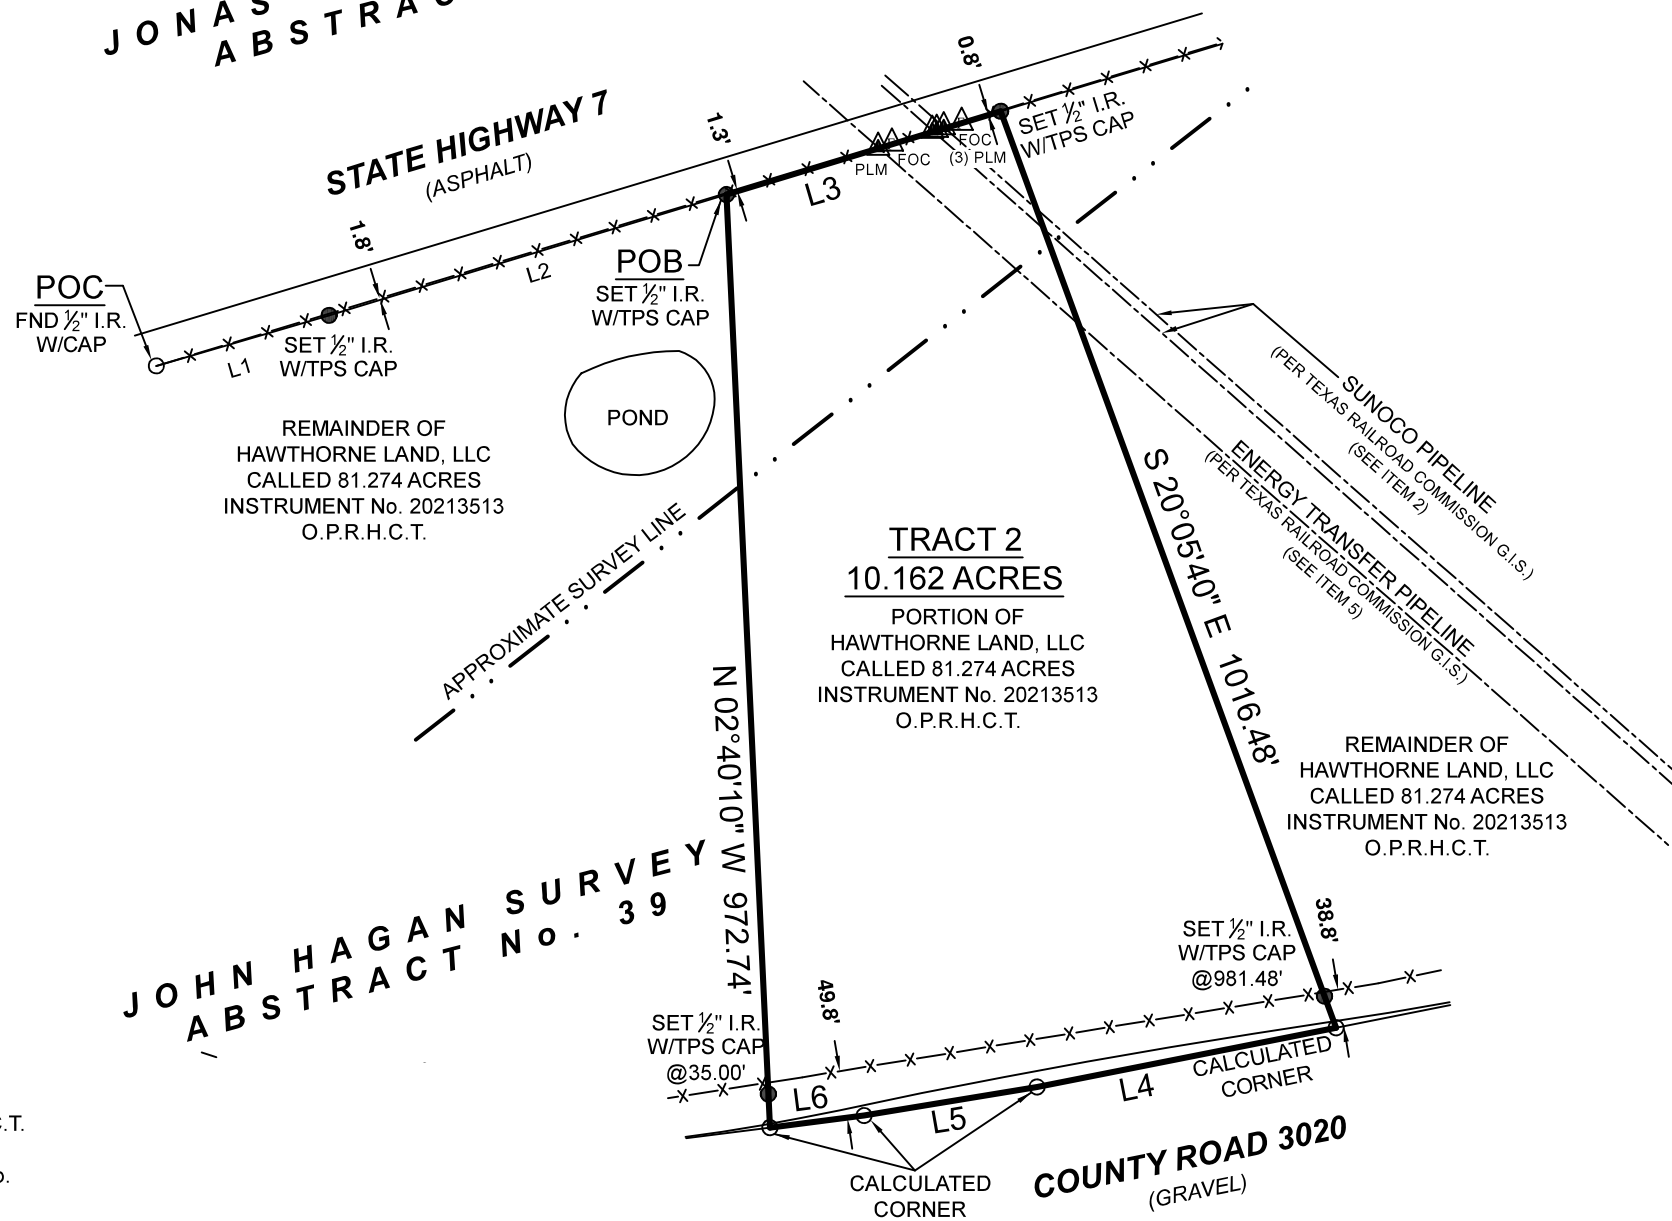 JONAS
ABSTRAC
STATE HIGHWAY 7
(ASPHALT)
0.8'
1.3'
1.8'
SET ½" I.R.
W/TPS CAP
FOC
(3) PLM
FOC
PLM
L3
L2
L1
POC
FND ½" I.R.
W/CAP
SET ½" I.R.
W/TPS CAP
POB
SET ½" I.R.
W/TPS CAP
POND
REMAINDER OF
HAWTHORNE LAND, LLC
CALLED 81.274 ACRES
INSTRUMENT No. 20213513
O.P.R.H.C.T.
APPROXIMATE SURVEY LINE
TRACT 2
10.162 ACRES
PORTION OF
HAWTHORNE LAND, LLC
CALLED 81.274 ACRES
INSTRUMENT No. 20213513
O.P.R.H.C.T.
S 20°05'40" E 1016.48'
N 02°40'10" W 972.74'
SUNOCO PIPELINE
(PER TEXAS RAILROAD COMMISSION G.I.S.)
(SEE ITEM 2)
ENERGY TRANSFER PIPELINE
(PER TEXAS RAILROAD COMMISSION G.I.S.)
(SEE ITEM 5)
REMAINDER OF
HAWTHORNE LAND, LLC
CALLED 81.274 ACRES
INSTRUMENT No. 20213513
O.P.R.H.C.T.
JOHN HAGAN SURVEY
ABSTRACT No. 39
SET ½" I.R.
W/TPS CAP
@981.48'
38.8'
49.8'
SET ½" I.R.
W/TPS CAP
@35.00'
L6
L5
L4
CALCULATED
CORNER
CALCULATED
CORNER
COUNTY ROAD 3020
(GRAVEL)
.T.